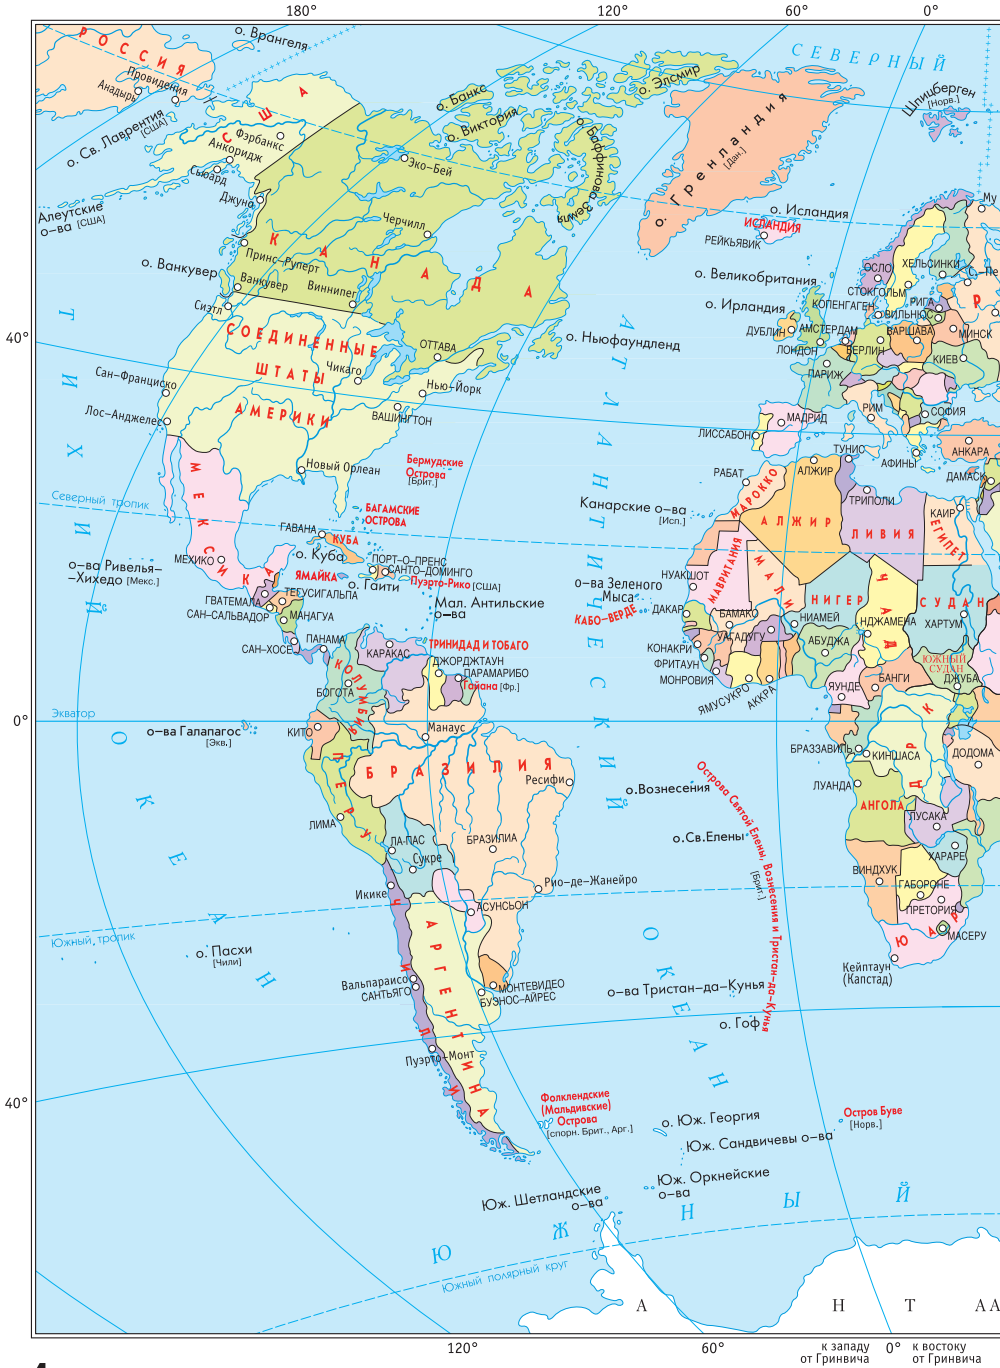 180°
120°
60°
0°
РОССИЯ
о. Врангеля
Провидения
Анадырь
о. Св. Лаврентия
[США]
США
Фэрбанкс
Анкоридж
Сьюард
Джуно
Алеутские
о-ва [США]
о. Банкс
о. Виктория
о. Элсмир
о. Баффинова Земля
Эко-Бей
Черчилл
КАНАДА
Принс-Руперт
Ванкувер
Виннипег
о. Ванкувер
Сиэтл
о. Гренландия
[Дан.]
СЕВЕРНЫЙ
Шпицберген
[Норв.]
о. Исландия
ИСЛАНДИЯ
РЕЙКЬЯВИК
о. Великобритания
о. Ирландия
ДУБЛИН
ЛОНДОН
АМСТЕРДАМ
КОПЕНГАГЕН
ОСЛО
СТОКГОЛЬМ
ХЕЛЬСИНКИ
Му
С.-Пе
РИГА
ВИЛЬНЮС
МИНСК
Р
ВАРШАВА
БЕРЛИН
КИЕВ
ПАРИЖ
РИМ
СОФИЯ
МАДРИД
ЛИССАБОН
АФИНЫ
АНКАРА
ДАМАСК
ТУНИС
АЛЖИР
РАБАТ
ТРИПОЛИ
КАИР
МАРОККО
АЛЖИР
ЛИВИЯ
ЕГИПЕТ
40°
СОЕДИНЕННЫЕ
ШТАТЫ
АМЕРИКИ
ОТТАВА
Чикаго
Нью-Йорк
ВАШИНГТОН
Сан-Франциско
Лос-Анджелес
Новый Орлеан
о. Ньюфаундленд
Бермудские
Острова
[Брит.]
БАГАМСКИЕ
ОСТРОВА
Северный тропик
МЕКСИКА
МЕХИКО
ГАВАНА
КУБА
о. Куба
ПОРТ-О-ПРЕНС
САНТО-ДОМИНГО
Пуэрто-Рико [США]
ЯМАЙКА
о. Гаити
Мал. Антильские
о-ва
о-ва Ривелья-
-Хихедо [Мекс.]
ГВАТЕМАЛА
ТЕГУСИГАЛЬПА
САН-САЛЬВАДОР
МАНАГУА
САН-ХОСЕ
ПАНАМА
КАРАКАС
ТРИНИДАД И ТОБАГО
ДЖОРДЖТАУН
ПАРАМАРИБО
Гайана [Фр.]
КОЛУМБИЯ
БОГОТА
Канарские о-ва
[Исп.]
МАВРИТАНИЯ
МАЛИ
НИГЕР
ЧАД
СУДАН
НУАКШОТ
о-ва Зеленого
Мыса
КАБО-ВЕРДЕ
ДАКАР
БАМАКО
УАГАДУГУ
НИАМЕЙ
НДЖАМЕНА
ХАРТУМ
АБУДЖА
КОНАКРИ
ФРИТАУН
МОНРОВИЯ
ЯМУСУКРО
АККРА
ЯУНДЕ
БАНГИ
ЮЖНЫЙ
СУДАН
ДЖУБА
0°
Экватор
о-ва Галапагос
[Экв.]
КИТО
Манаус
ПЕРУ
БРАЗИЛИЯ
Ресифи
ЛИМА
ЛА-ПАС
Сукре
БРАЗИЛИА
Икике
Рио-де-Жанейро
АСУНСЬОН
ЧИЛИ
АРГЕНТИНА
Южный тропик
о. Пасхи
[Чили]
Вальпараисо
САНТЬЯГО
МОНТЕВИДЕО
БУЭНОС-АЙРЕС
Пуэрто-Монт
ДРК
БРАЗЗАВИЛЬ
КИНШАСА
ДОДОМА
ЛУАНДА
АНГОЛА
ЛУСАКА
ХАРАРЕ
ВИНДХУК
ГАБОРОНЕ
ПРЕТОРИЯ
ЮАР
МАСЕРУ
Кейптаун
(Капстад)
о.Вознесения
о.Св.Елены
Острова Святой Елены, Вознесения и Тристан-да-Кунья
[Брит.]
о-ва Тристан-да-Кунья
о. Гоф
ТИХИЙ
ОКЕАН
АТЛАНТИЧЕСКИЙ
ОКЕАН
40°
Фолклендские
(Мальдивские)
Острова
[спорн. Брит., Арг.]
о. Юж. Георгия
Остров Буве
[Норв.]
Юж. Сандвичевы о-ва
Юж. Оркнейские
о-ва
Юж. Шетландские
о-ва
ЮЖНЫЙ
Южный полярный круг
А Н Т А
120°
60°
к западу
от Гринвича
0°
к востоку
от Гринвича